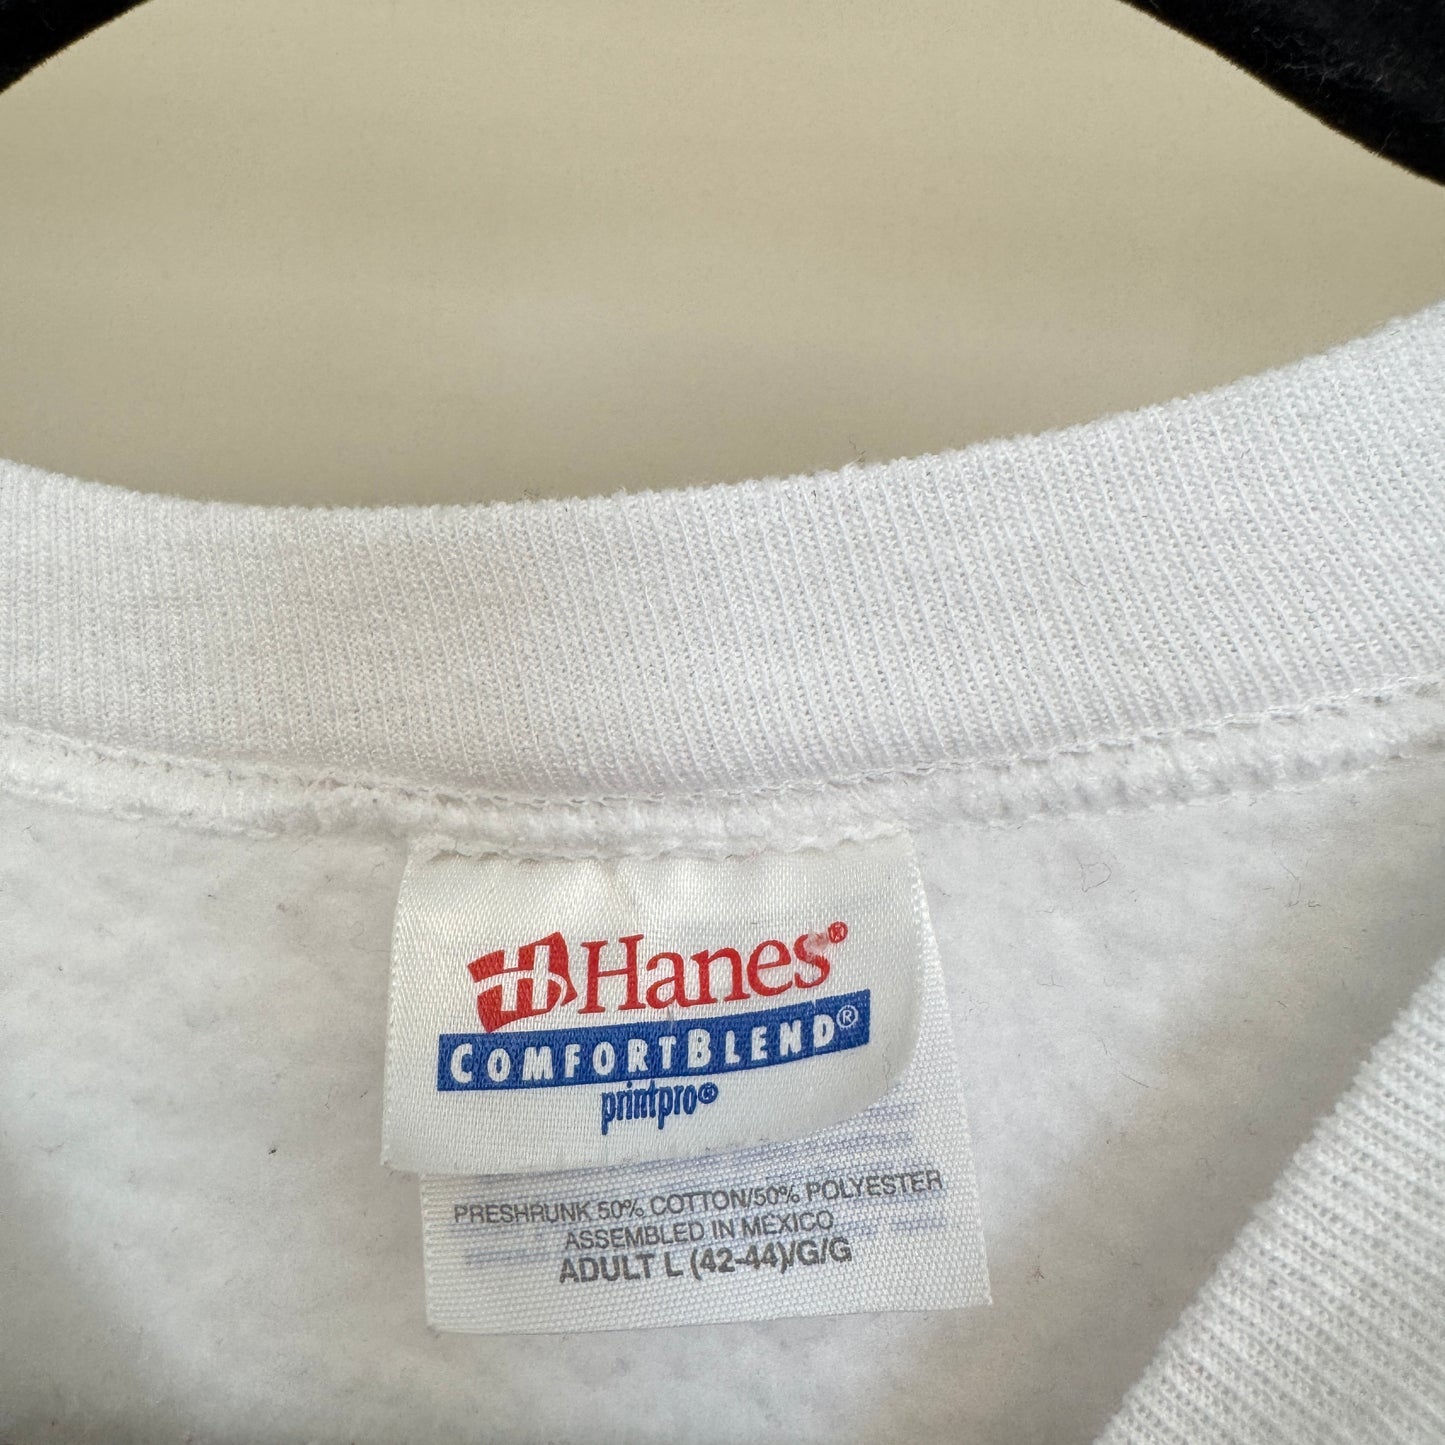 Hanes®
COMFORTBLEND®
printpro®
PRESHRUNK 50% COTTON/50% POLYESTER
ASSEMBLED IN MEXICO
ADULT L (42-44)/G/G